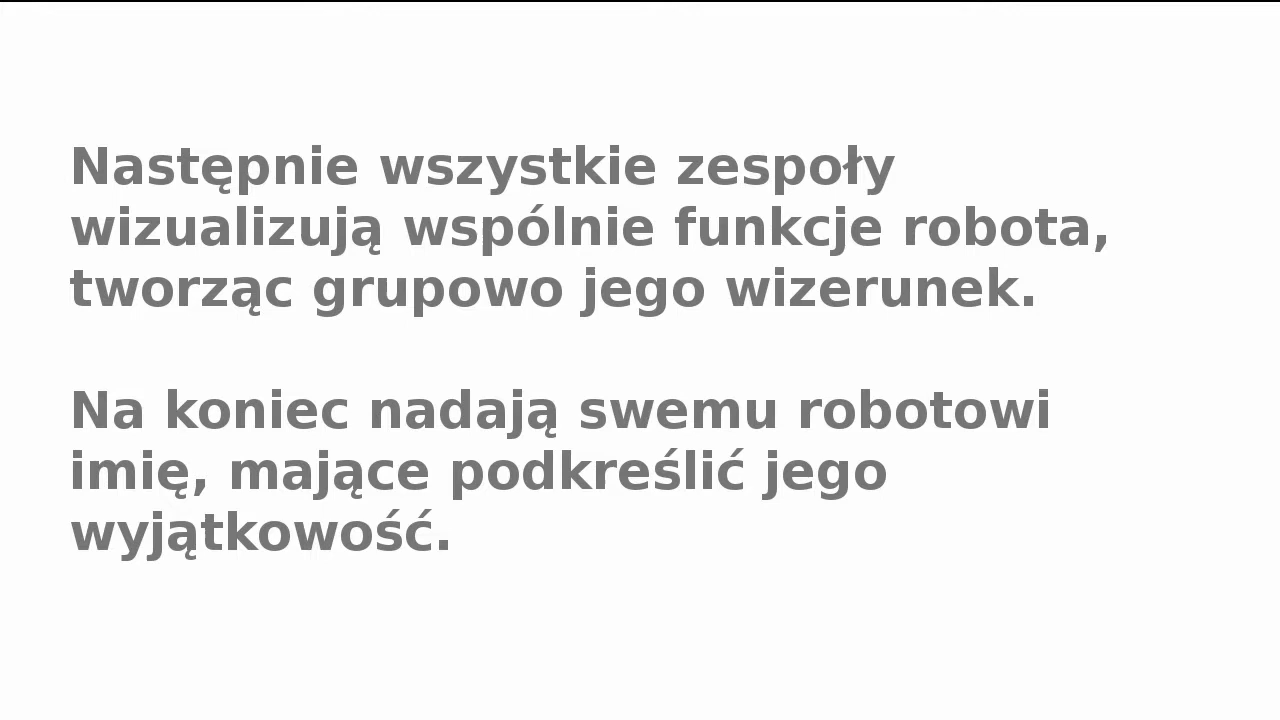 Następnie wszystkie zespoły
wizualizują wspólnie funkcje robota,
tworząc grupowo jego wizerunek.
Na koniec nadają swemu robotowi
imię, mające podkreślić jego
wyjątkowość.